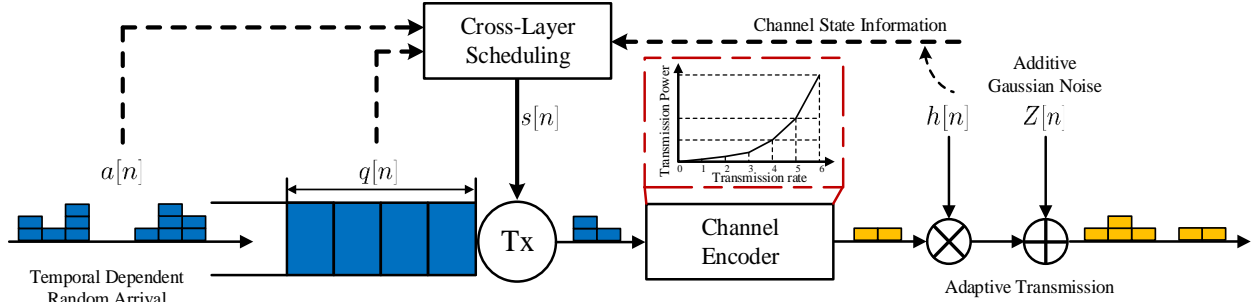 Cross-Layer
Scheduling
Channel State Information
Additive
Gaussian Noise
a[n]
q[n]
s[n]
Transmission Power
0 1 2 3 4 5 6
Transmission rate
h[n]
Z[n]
Tx
Channel
Encoder
Temporal Dependent
Random Arrival
Adaptive Transmission